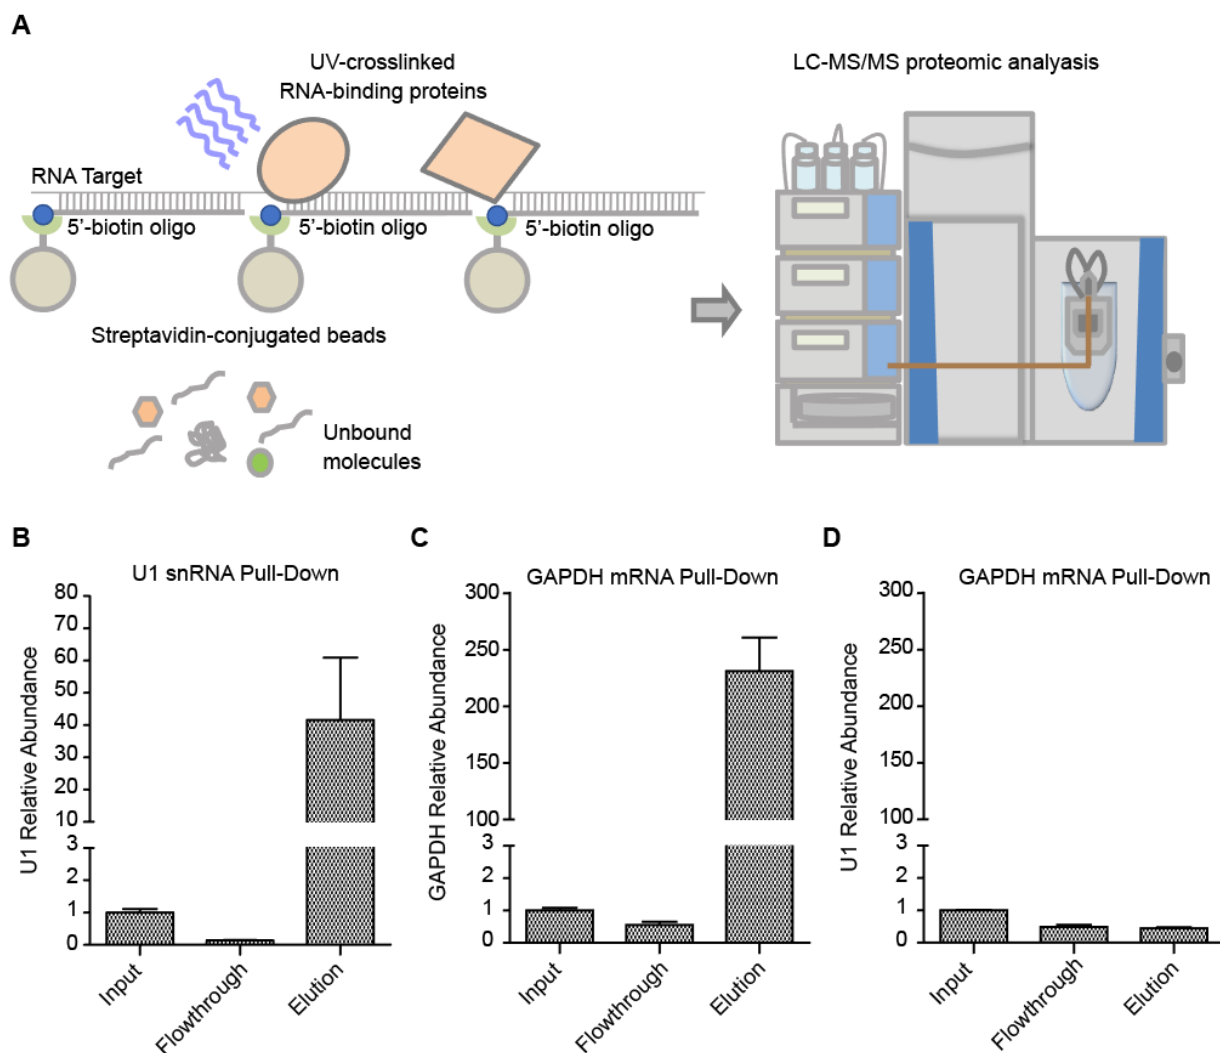 A
UV-crosslinked
RNA-binding proteins
LC-MS/MS proteomic analysis
RNA Target
5'-biotin oligo
5'-biotin oligo
5'-biotin oligo
Streptavidin-conjugated beads
Unbound
molecules
B
U1 snRNA Pull-Down
U1 Relative Abundance
80
70
60
50
40
30
20
10
3
2
1
0
Input
Flowthrough
Elution
C
GAPDH mRNA Pull-Down
GAPDH Relative Abundance
300
250
200
150
100
3
2
1
0
Input
Flowthrough
Elution
D
GAPDH mRNA Pull-Down
U1 Relative Abundance
300
250
200
150
100
3
2
1
0
Input
Flowthrough
Elution